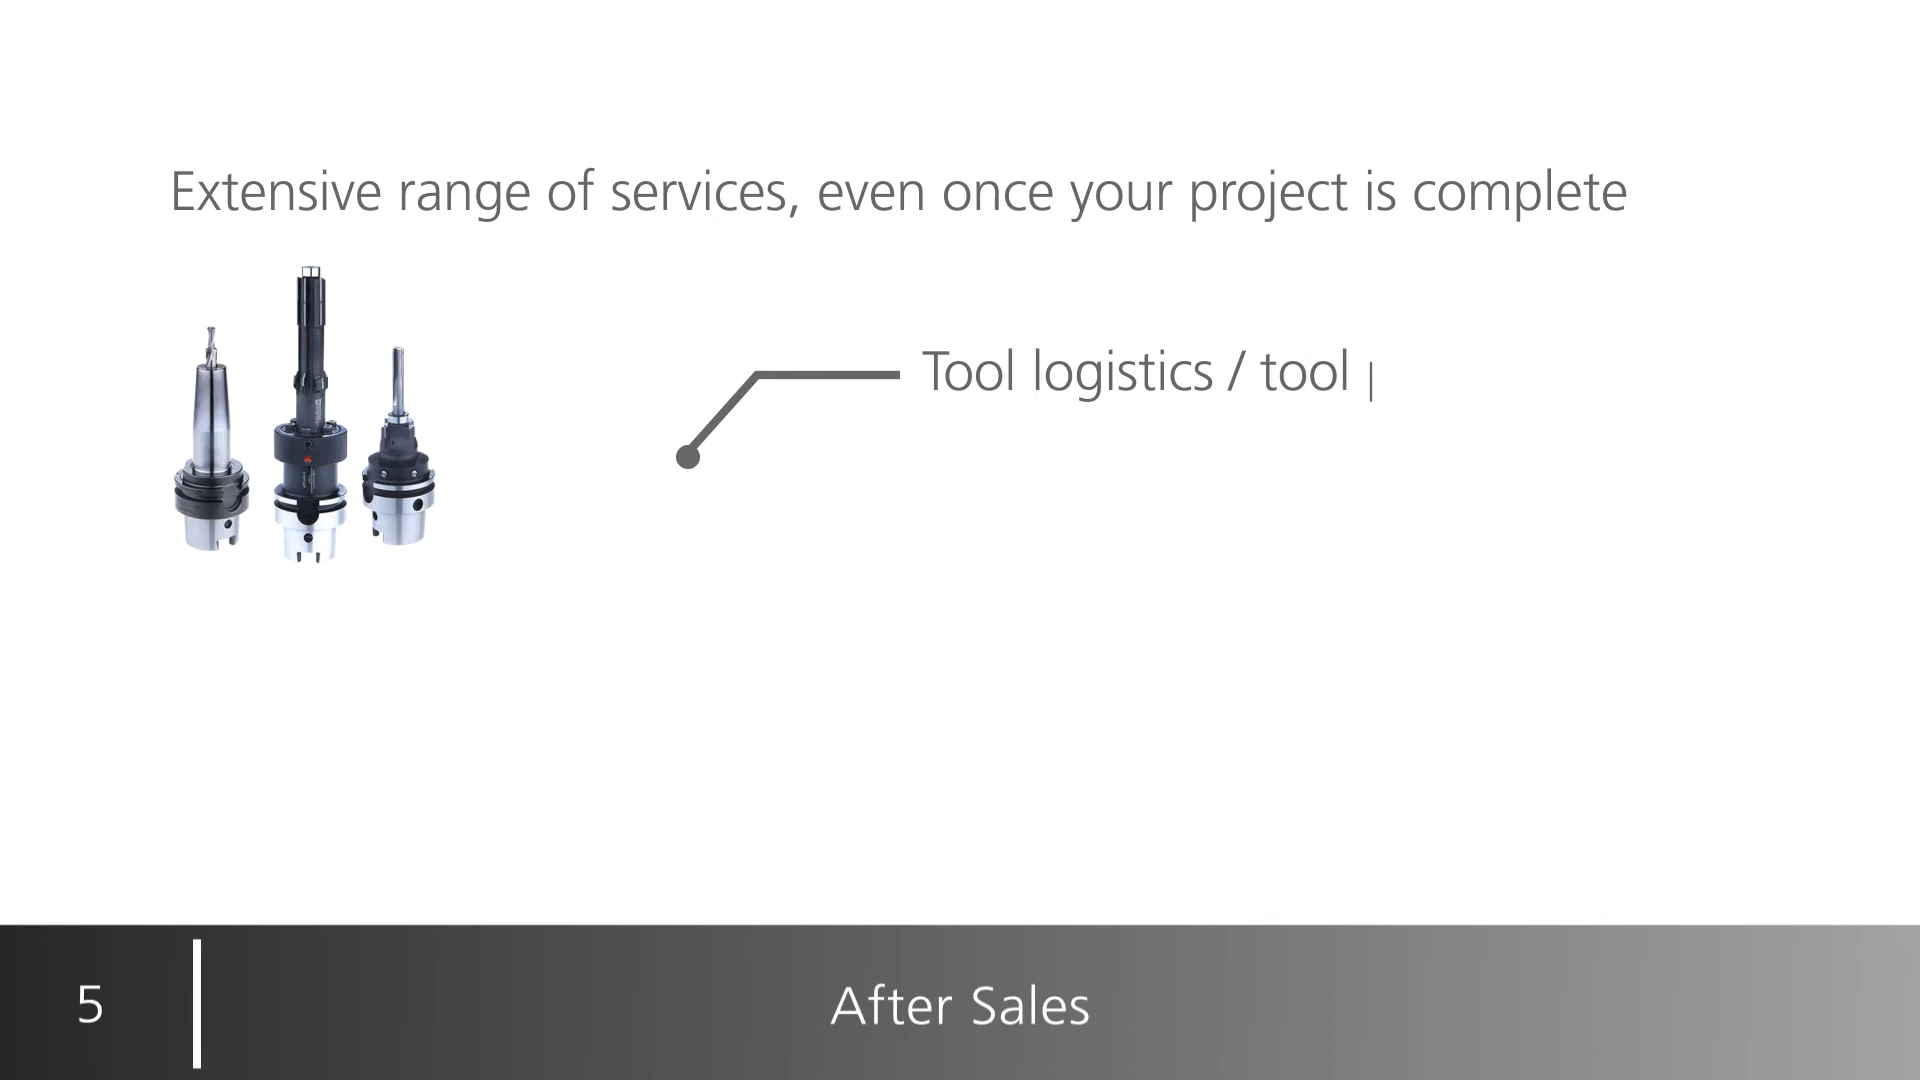 Extensive range of services, even once your project is complete
Tool logistics / tool |
5
After Sales